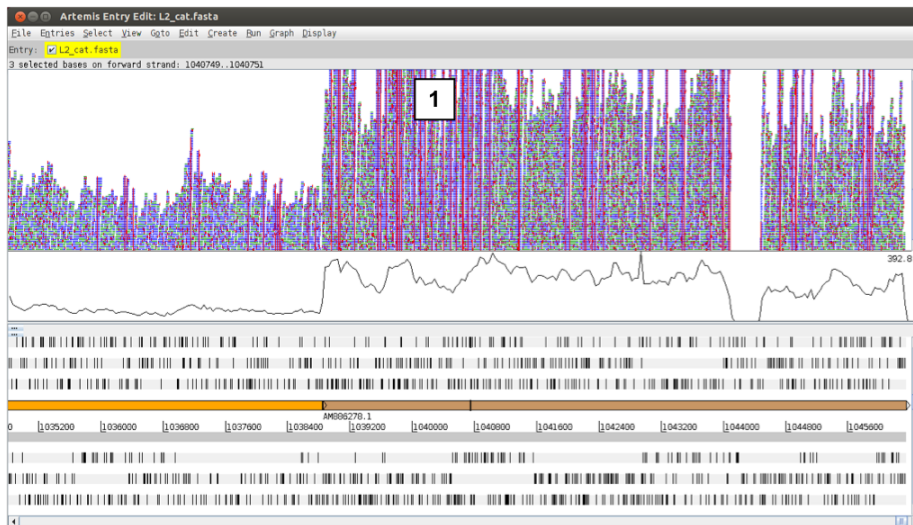 Artemis Entry Edit: L2_cat.fasta
File Entries Select View Goto Edit Create Run Graph Display
Entry: L2_cat.fasta
3 selected bases on forward strand: 1040749..1040751
1
392.8
AM886278.1
0 1035200 1036000 1036800 1037600 1038400 1039200 1040000 1040800 1041600 1042400 1043200 1044000 1044800 1045600